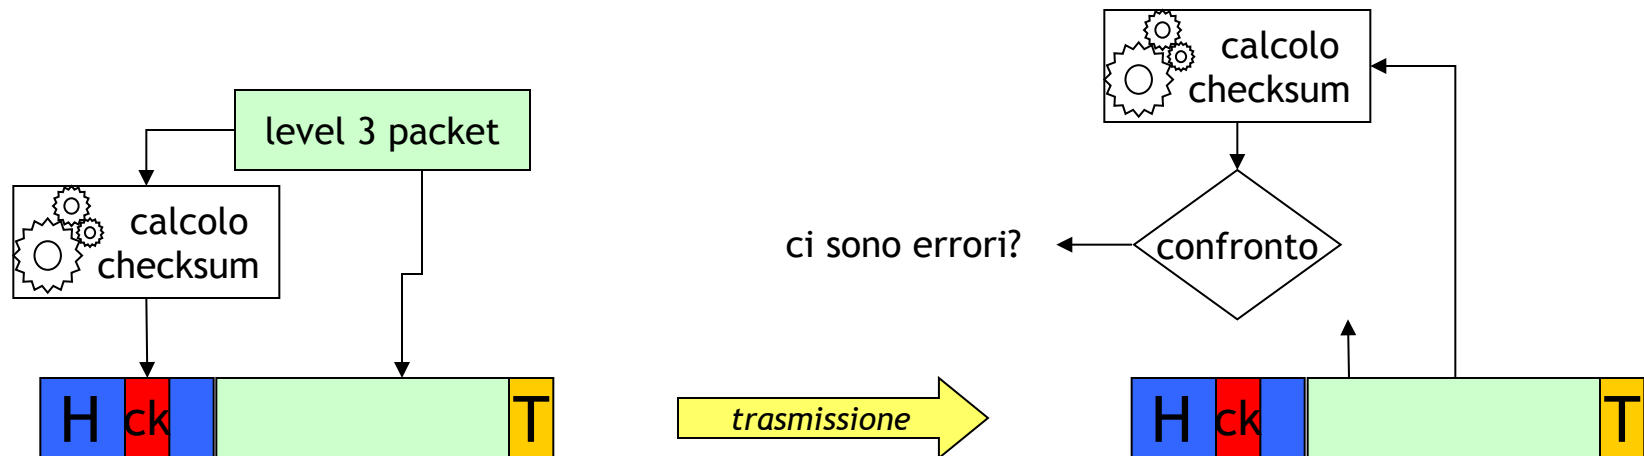 level 3 packet
calcolo
checksum
H
ck
T
trasmissione
calcolo
checksum
confronto
ci sono errori?
H
ck
T